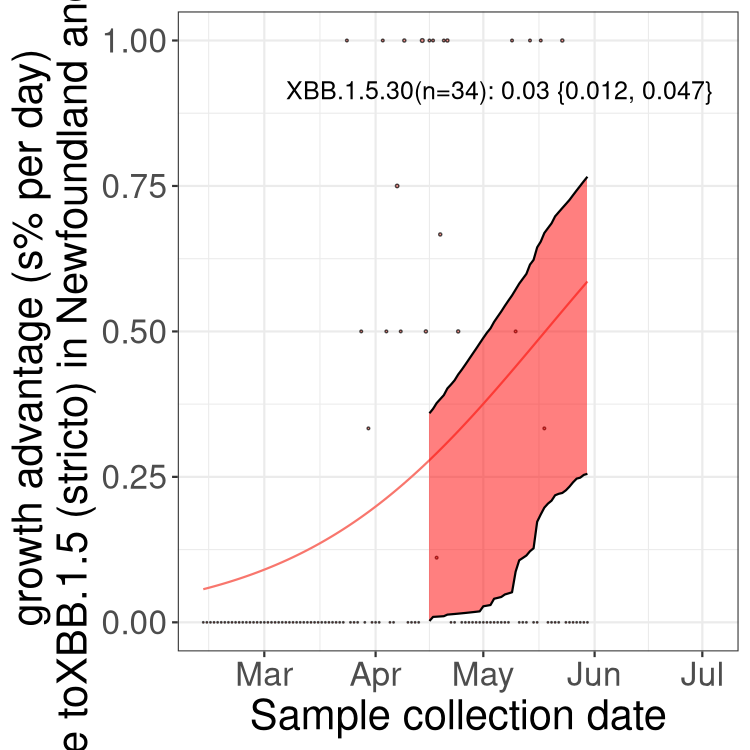 growth advantage (s% per day)
toXBB.1.5 (stricto) in Newfoundland
1.00
0.75
0.50
0.25
0.00
XBB.1.5.30(n=34): 0.03 {0.012, 0.047}
Mar Apr May Jun Jul
Sample collection date